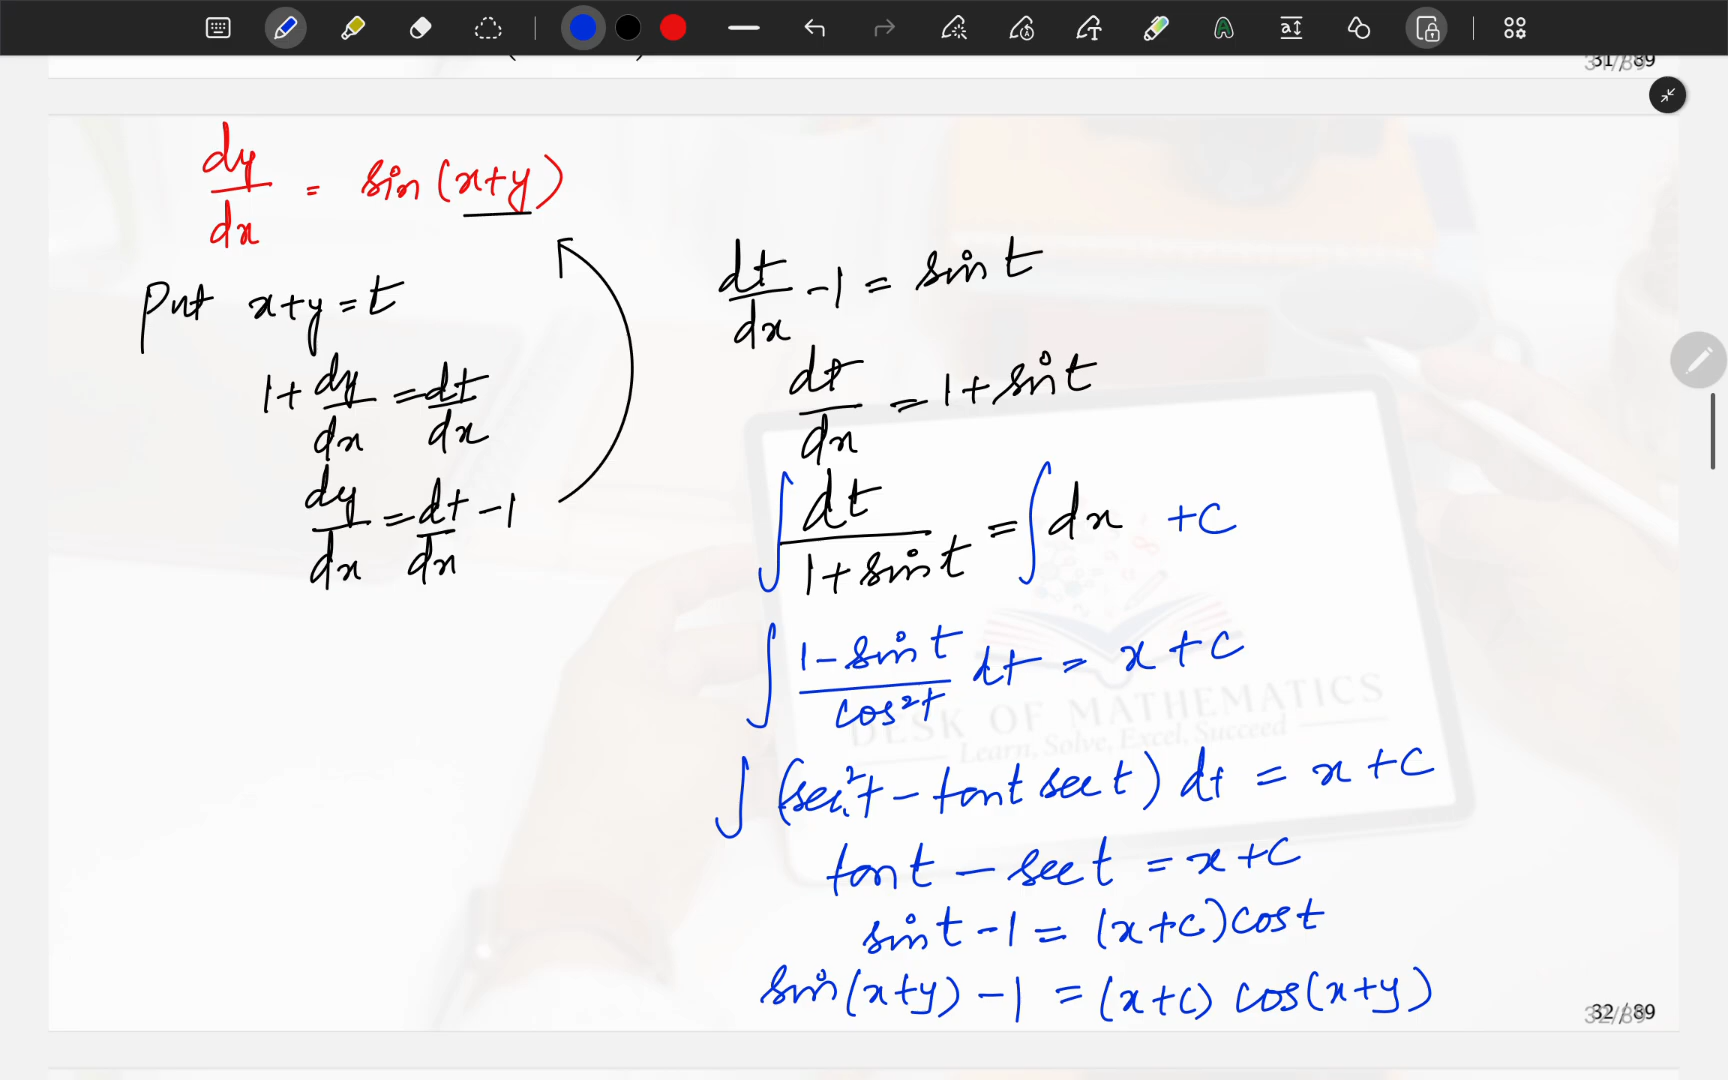 31 / 89
dy/dx = sin (x+y)
Put x+y = t
1 + dy/dx = dt/dx
dy/dx = dt/dx - 1
dt/dx - 1 = sin t
dt/dx = 1 + sin t
∫ dt/(1 + sin t) = ∫ dx + c
∫ (1 - sin t)/cos²t dt = x + c
∫ (sec²t - tan t sec t) dt = x + c
tan t - sec t = x + c
sin t - 1 = (x+c) cos t
sin (x+y) - 1 = (x+c) cos(x+y)
DESK OF MATHEMATICS
Learn, Solve, Excel, Succeed
32 / 89